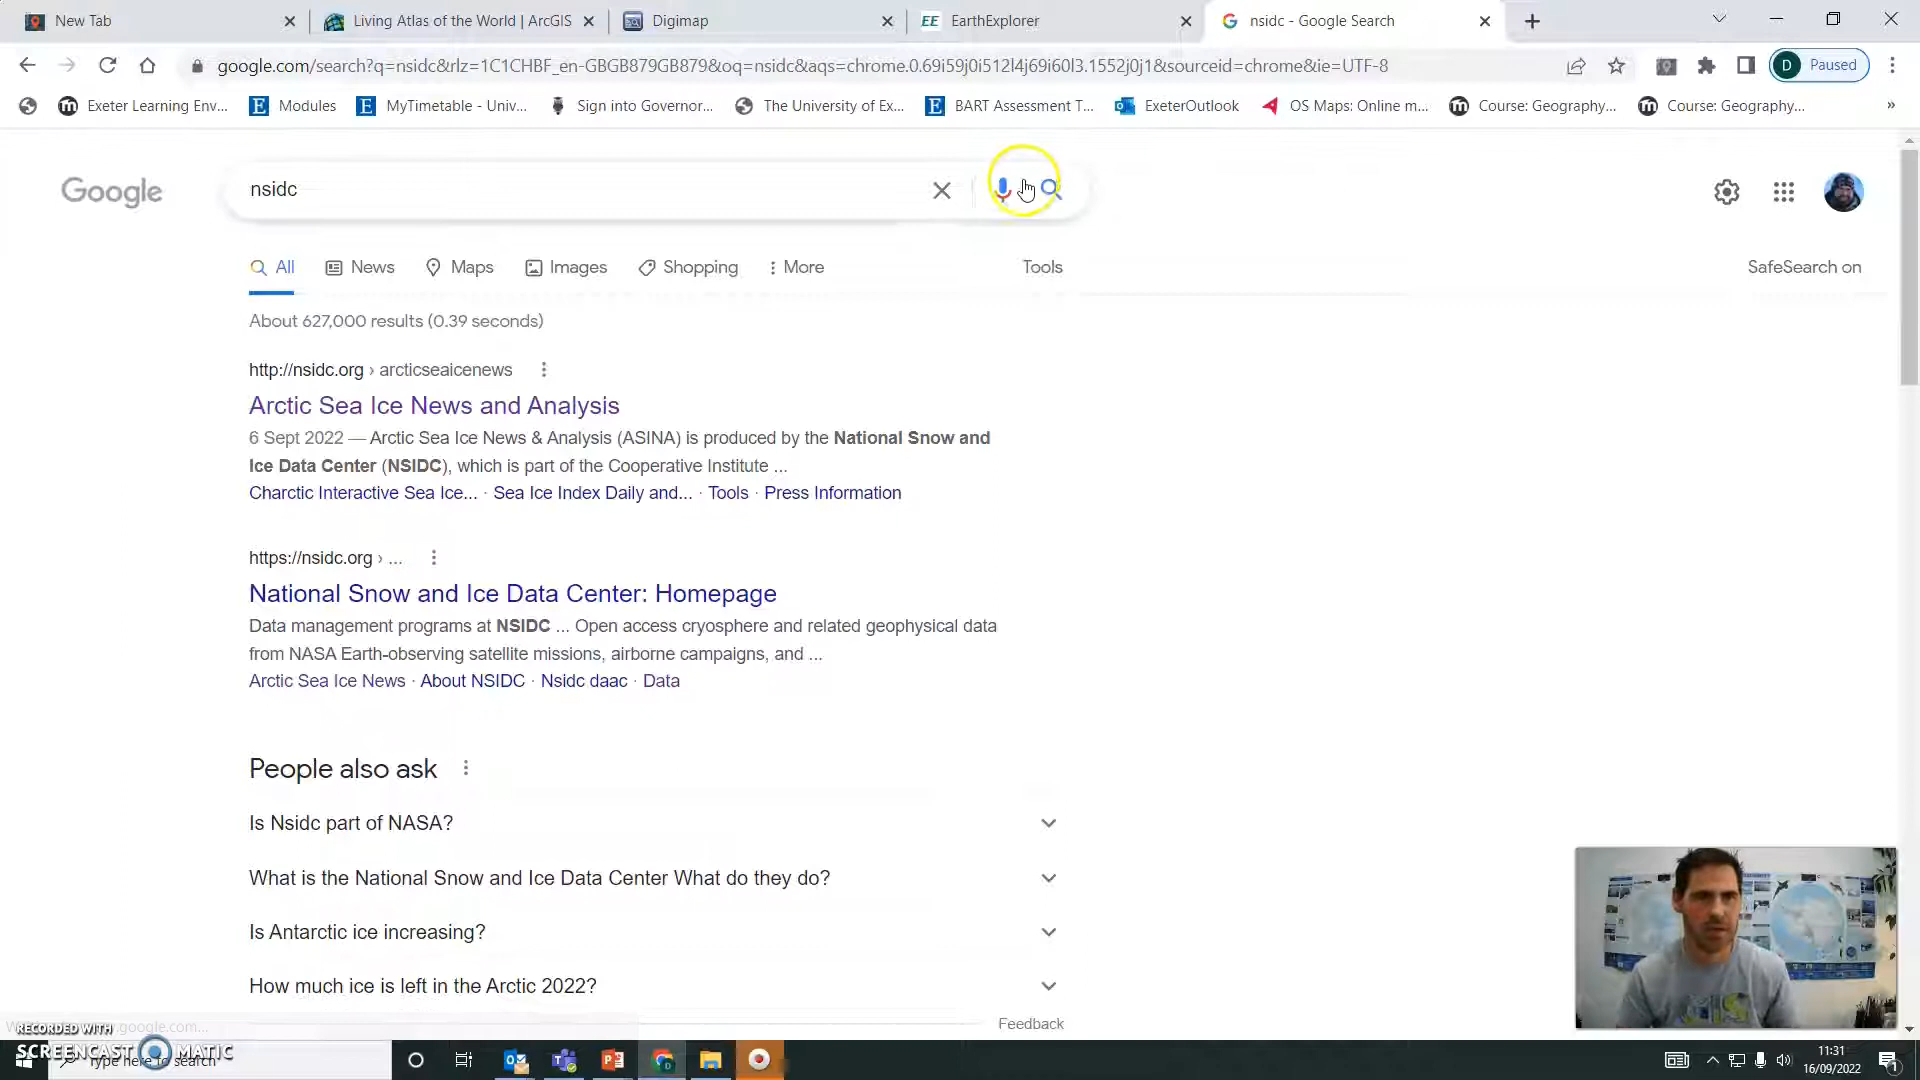 New Tab
Living Atlas of the World | ArcGIS
Digimap
EE EarthExplorer
nsidc - Google Search
google.com/search?q=nsidc&rlz=1C1CHBF_en-GBGB879GB879&oq=nsidc&aqs=chrome.0.69i59j0i512l4j69i60l3.1552j0j1&sourceid=chrome&ie=UTF-8
D Paused
Exeter Learning Env...
Modules
MyTimetable - Univ...
Sign into Governor...
The University of Ex...
BART Assessment T...
ExeterOutlook
OS Maps: Online m...
Course: Geography...
Course: Geography...
»
Google
nsidc
All
News
Maps
Images
Shopping
More
Tools
SafeSearch on
About 627,000 results (0.39 seconds)
http://nsidc.org › arcticseaicenews
Arctic Sea Ice News and Analysis
6 Sept 2022 — Arctic Sea Ice News & Analysis (ASINA) is produced by the National Snow and
Ice Data Center (NSIDC), which is part of the Cooperative Institute ...
Charctic Interactive Sea Ice... · Sea Ice Index Daily and... · Tools · Press Information
https://nsidc.org › ...
National Snow and Ice Data Center: Homepage
Data management programs at NSIDC ... Open access cryosphere and related geophysical data
from NASA Earth-observing satellite missions, airborne campaigns, and ...
Arctic Sea Ice News · About NSIDC · Nsidc daac · Data
People also ask
Is Nsidc part of NASA?
What is the National Snow and Ice Data Center What do they do?
Is Antarctic ice increasing?
How much ice is left in the Arctic 2022?
Feedback
.google.com...
RECORDED WITH
SCREENCAST MATIC
Type here to search
11:31
16/09/2022
1